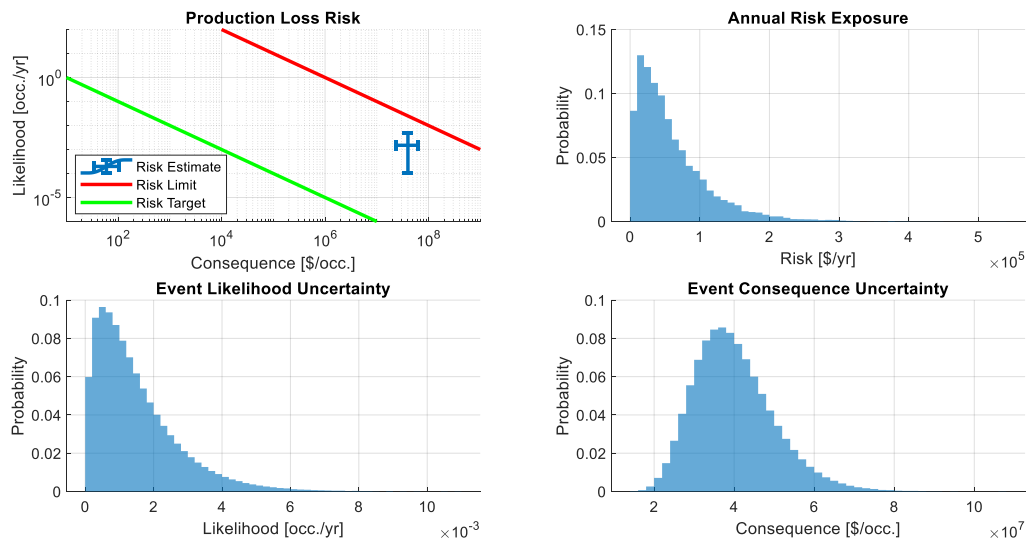 Production Loss Risk
Likelihood [occ./yr]
10^0
10^-5
Risk Estimate
Risk Limit
Risk Target
10^2
10^4
10^6
10^8
Consequence [$/occ.]
Annual Risk Exposure
Probability
0.15
0.1
0.05
0
0
1
2
3
4
5
Risk [$/yr]
×10^5
Event Likelihood Uncertainty
Probability
0.1
0.08
0.06
0.04
0.02
0
0
2
4
6
8
10
Likelihood [occ./yr]
×10^-3
Event Consequence Uncertainty
Probability
0.1
0.08
0.06
0.04
0.02
0
2
4
6
8
10
Consequence [$/occ.]
×10^7